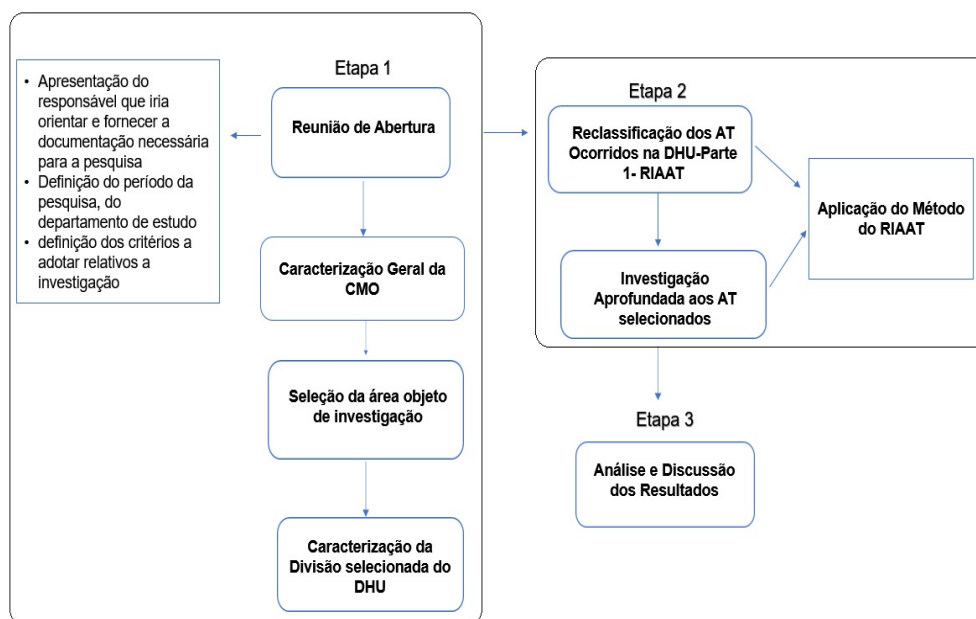 Etapa 1
• Apresentação do
responsável que iria
orientar e fornecer a
documentação necessária
para a pesquisa
• Definição do período da
pesquisa, do
departamento de estudo
• definição dos critérios a
adotar relativos a
investigação
Reunião de Abertura
Caracterização Geral da
CMO
Seleção da área objeto
de investigação
Caracterização da
Divisão selecionada do
DHU
Etapa 2
Reclassificação dos AT
Ocorridos na DHU-Parte
1- RIAAT
Investigação
Aprofundada aos AT
selecionados
Aplicação do Método
do RIAAT
Etapa 3
Análise e Discussão
dos Resultados